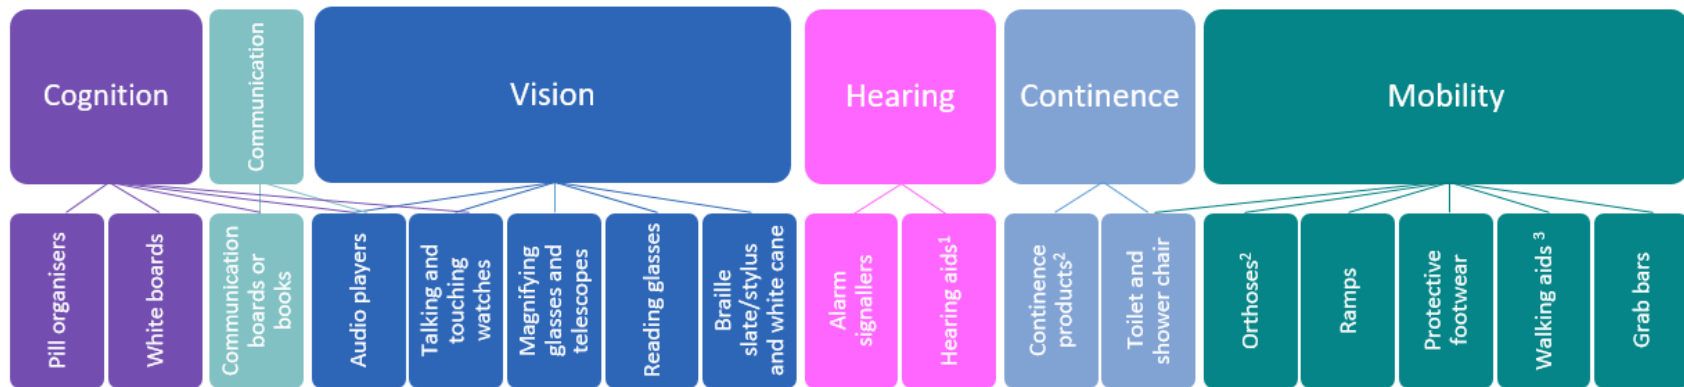 Cognition
Communication
Vision
Hearing
Continence
Mobility
Pill organisers
White boards
Communication
boards or
books
Audio players
Talking and
touching
watches
Magnifying
glasses and
telescopes
Reading glasses
Braille
slate/stylus
and white cane
Alarm
signallers
Hearing aids¹
Continence
products²
Toilet and
shower chair
Orthoses²
Ramps
Protective
footwear
Walking aids ³
Grab bars